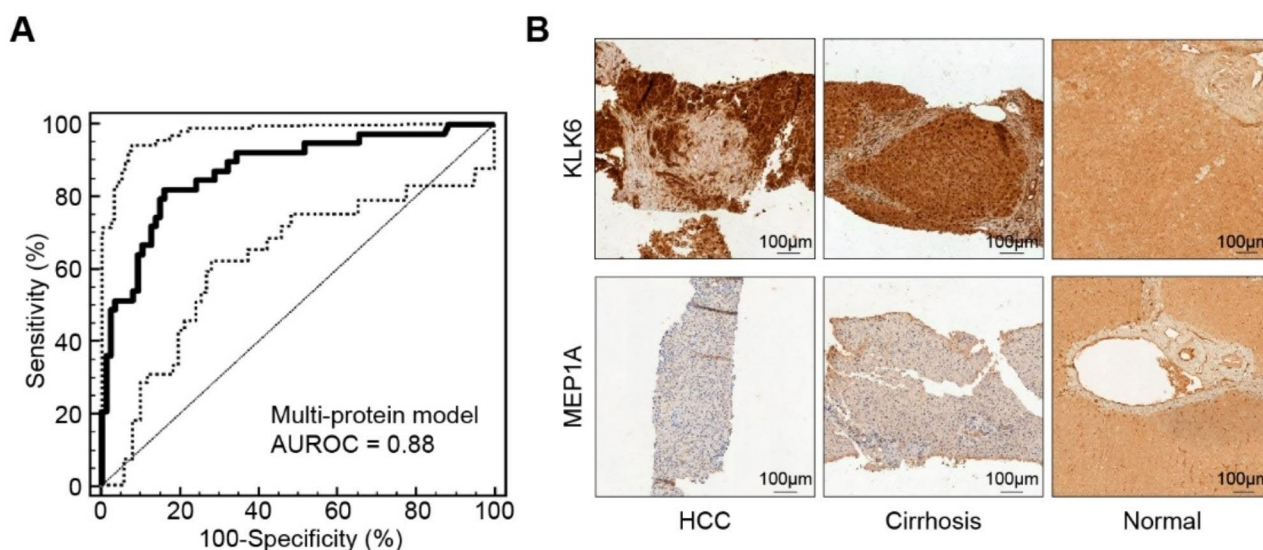 A
100
80
60
40
20
0
Sensitivity (%)
Multi-protein model
AUROC = 0.88
0 20 40 60 80 100
100-Specificity (%)
B
KLK6
100µm 100µm 100µm
MEP1A
100µm 100µm 100µm
HCC Cirrhosis Normal